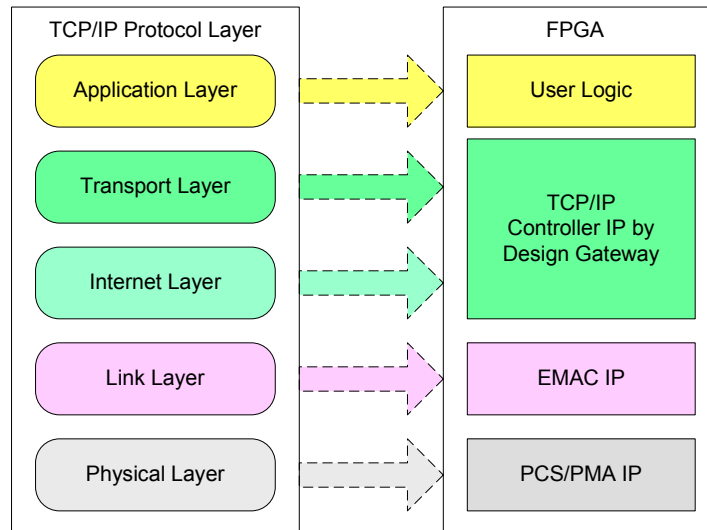 TCP/IP Protocol Layer
Application Layer
Transport Layer
Internet Layer
Link Layer
Physical Layer
FPGA
User Logic
TCP/IP
Controller IP by
Design Gateway
EMAC IP
PCS/PMA IP